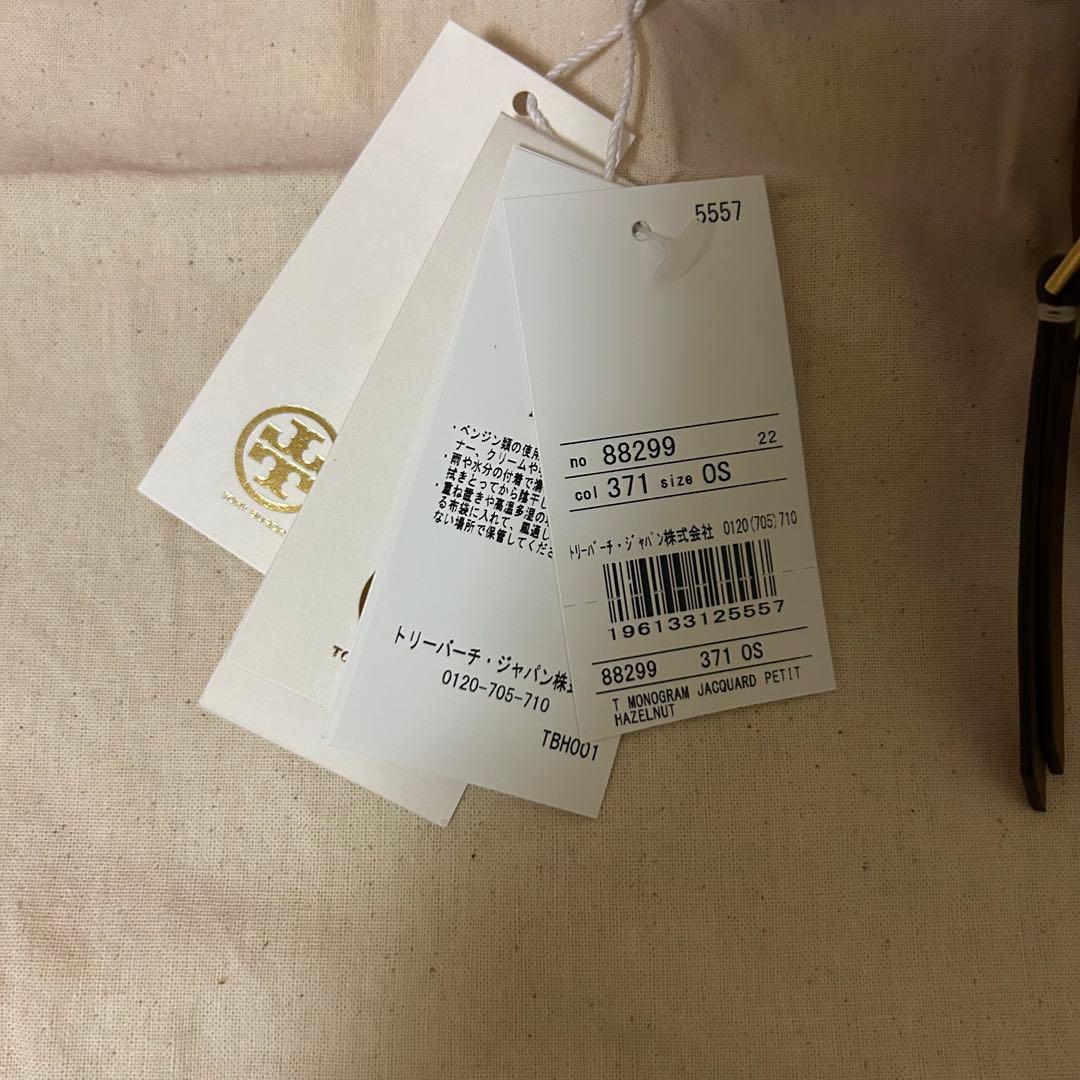 5557
no 88299 22
col 371 size OS
トリーバーチ・ジャパン株式会社 0120(705)710
196133125557
88299 371 OS
T MONOGRAM JACQUARD PETIT
HAZELNUT
・ベンジン類の使用
ナー、クリームや
・雨や水分の付着で濡
拭きとってから陰干し
・重ね置きや高温多湿の
る布袋に入れて、風通し
ない場所で保管してくださ
トリーバーチ・ジャパン株式
0120-705-710
TBH001
TO